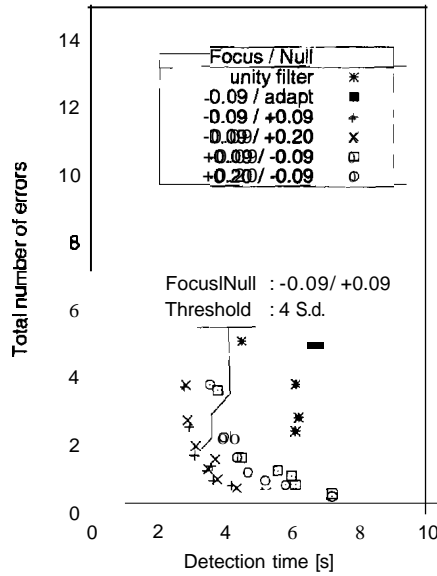 14
Focus / Null
unity filter
12
-0.09 / adapt
-0.09 / +0.09
-0.09 / +0.20
+0.09 / -0.09
10
+0.20 / -0.09
Total number of errors
8
FocuslNull : -0.09/ +0.09
6
Threshold : 4 S.d.
4
2
0
0 2 4 6 8 10
Detection time [s]